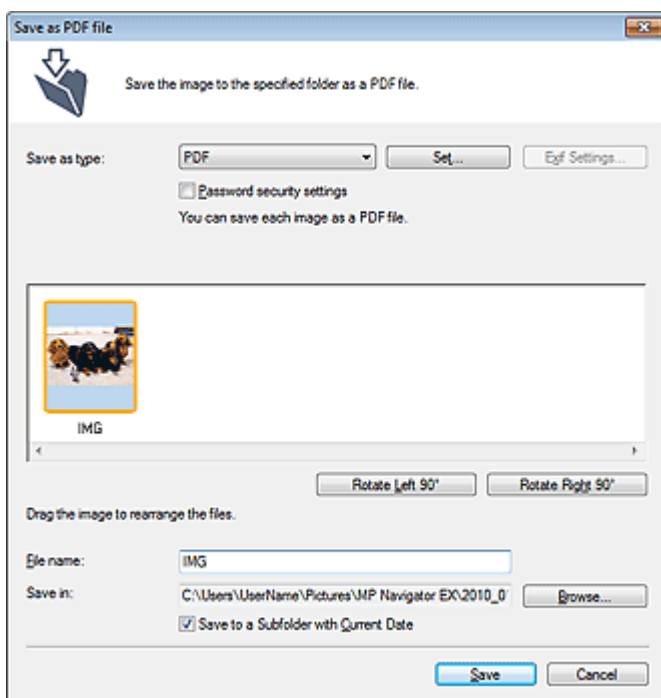 Save as PDF file
Save the image to the specified folder as a PDF file.
Save as type: PDF Set... Exif Settings...
Password security settings
You can save each image as a PDF file.
IMG
Rotate Left 90° Rotate Right 90°
Drag the image to rearrange the files.
File name: IMG
Save in: C:\Users\UserName\Pictures\MP Navigator EX\2010_0 Browse...
Save to a Subfolder with Current Date
Save Cancel